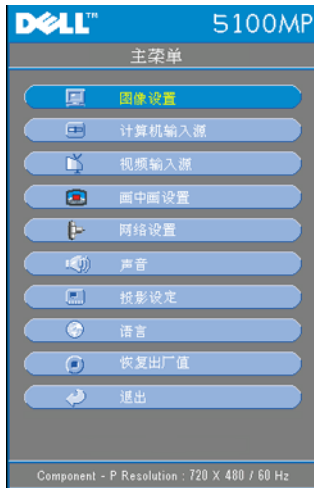 DELL™ 5100MP
主菜单
图像设置
计算机输入源
视频输入源
画中画设置
网络设置
声音
投影设定
语言
恢复出厂值
退出
Component - P Resolution : 720 X 480 / 60 Hz